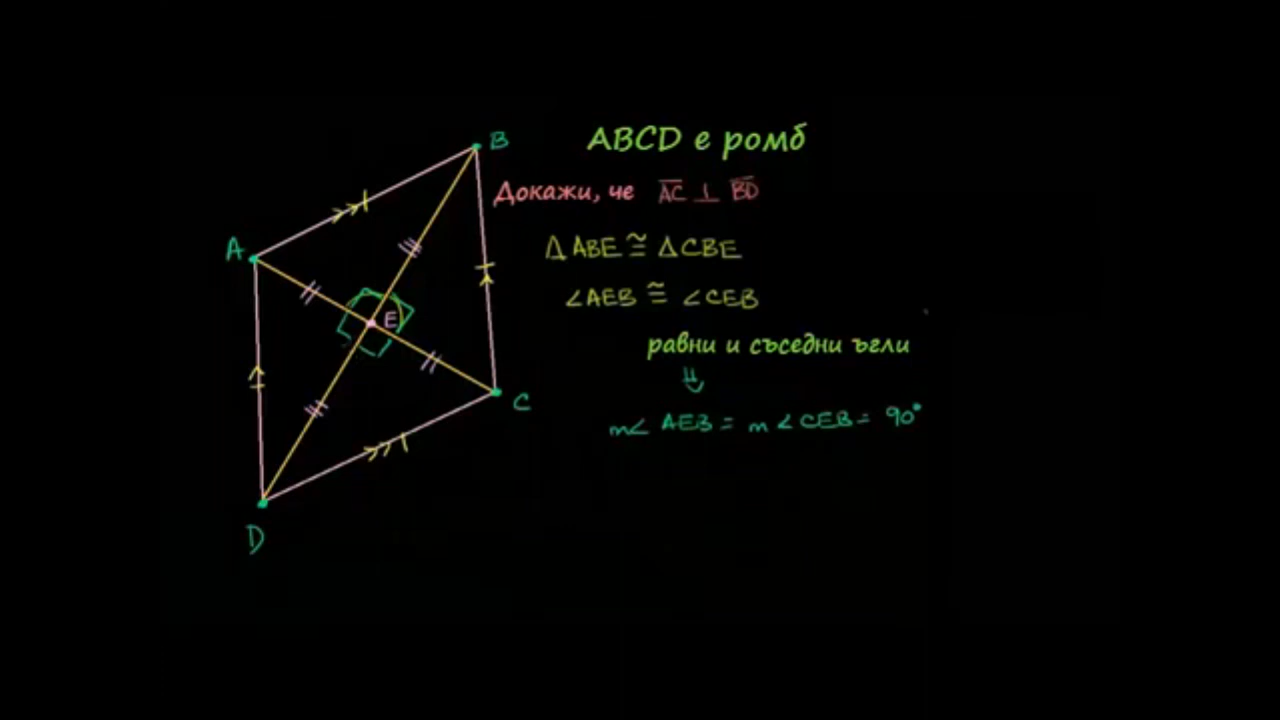 B
ABCD е ромб
Докажи, че AC ⊥ BD
A
Δ ABE ≅ Δ CBE
∠AEB ≅ ∠CEB
E
равни и съседни ъгли
⇓
C
m∠ AEB = m ∠ CEB = 90°
D